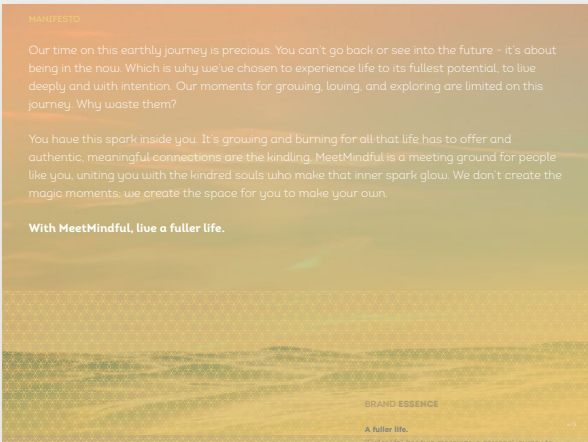 MANIFESTO
Our time on this earthly journey is precious. You can't go back or see into the future - it's about
being in the now. Which is why we've chosen to experience life to its fullest potential, to live
deeply and with intention. Our moments for growing, loving, and exploring are limited on this
journey. Why waste them?
You have this spark inside you. It's growing and burning for all that life has to offer and
authentic, meaningful connections are the kindling. MeetMindful is a meeting ground for people
like you, uniting you with the kindred souls who make that inner spark glow. We don't create the
magic moments; we create the space for you to make your own.
With MeetMindful, live a fuller life.
BRAND ESSENCE
A fuller life.